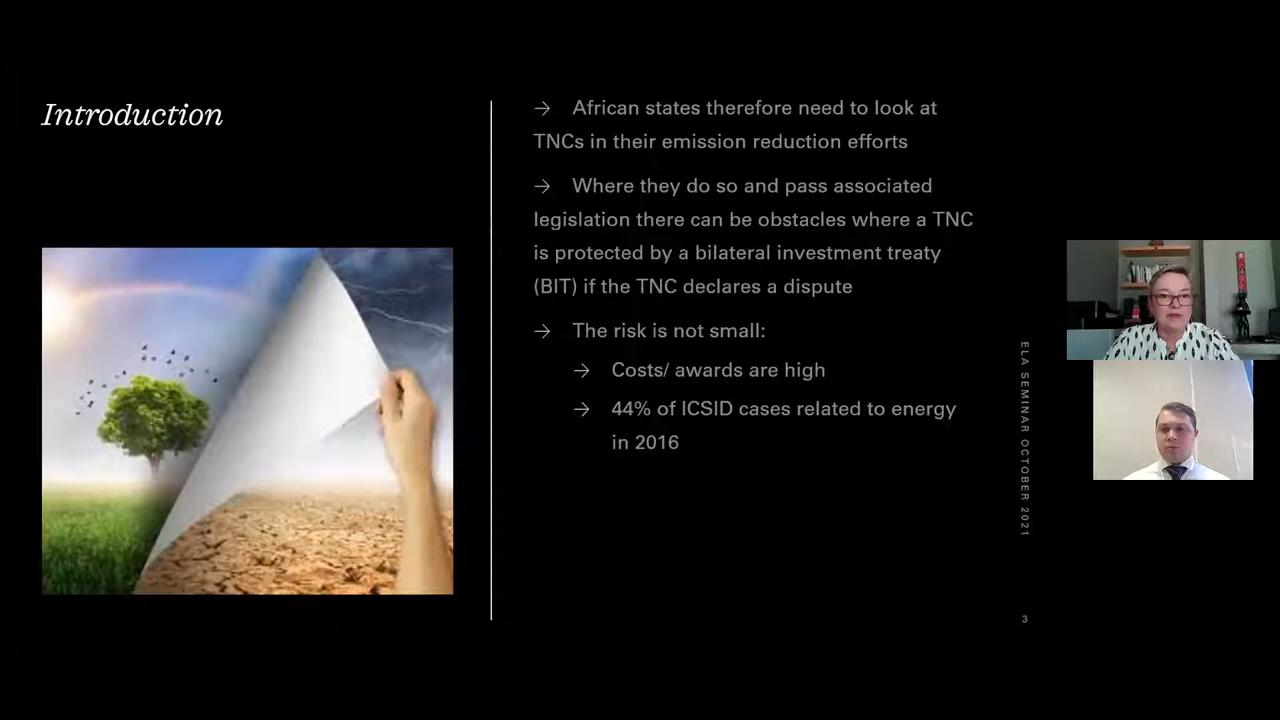 Introduction
→ African states therefore need to look at
TNCs in their emission reduction efforts
→ Where they do so and pass associated
legislation there can be obstacles where a TNC
is protected by a bilateral investment treaty
(BIT) if the TNC declares a dispute
→ The risk is not small:
→ Costs/ awards are high
→ 44% of ICSID cases related to energy
in 2016
ELA SEMINAR OCTOBER 2021
3